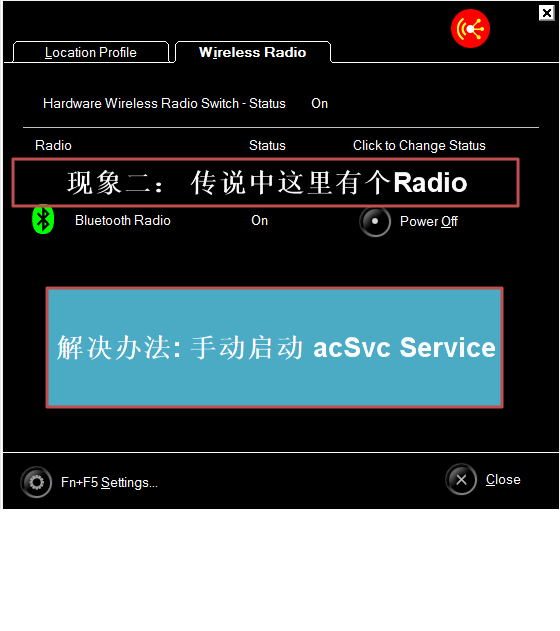 Location Profile
Wireless Radio
Hardware Wireless Radio Switch - Status On
Radio Status Click to Change Status
现象二： 传说中这里有个Radio
Bluetooth Radio On Power Off
解决办法: 手动启动 acSvc Service
Fn+F5 Settings...
Close